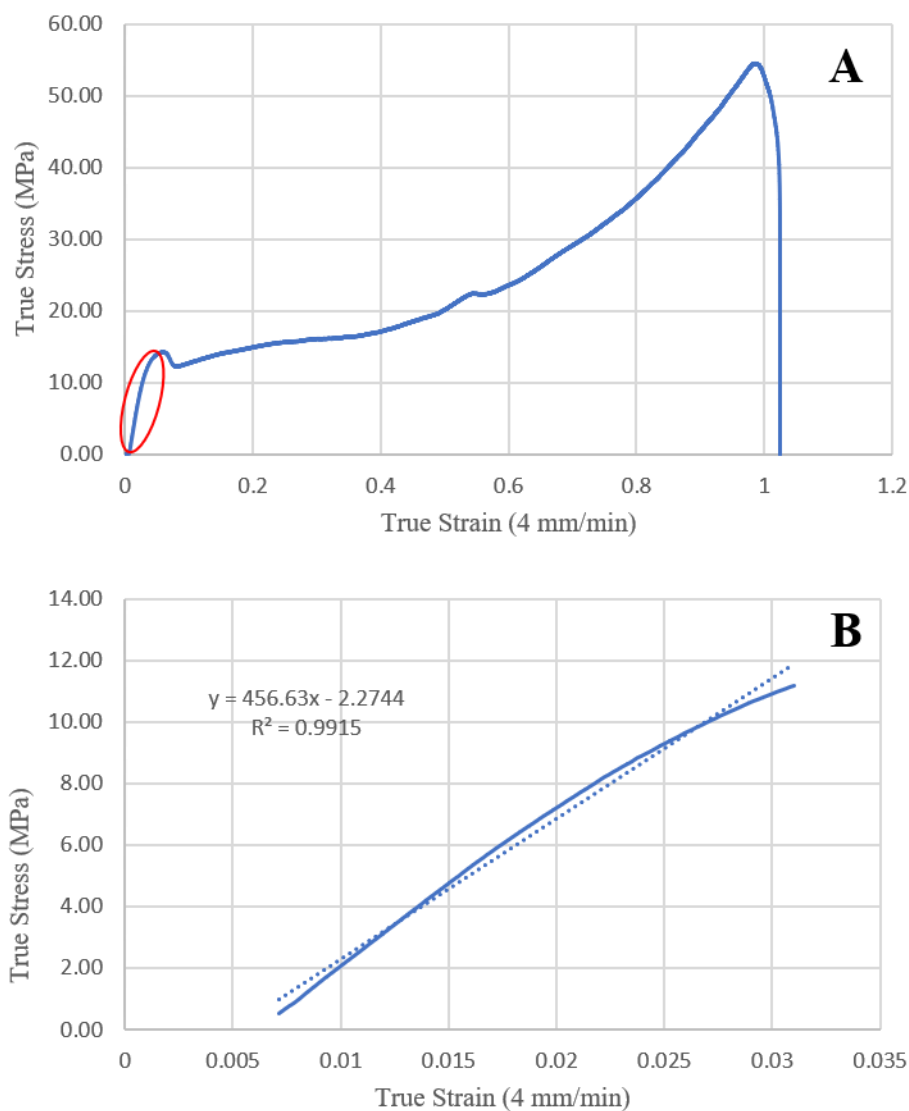 A
60.00
50.00
40.00
30.00
20.00
10.00
0.00
True Stress (MPa)
0 0.2 0.4 0.6 0.8 1 1.2
True Strain (4 mm/min)
B
14.00
12.00
10.00
8.00
6.00
4.00
2.00
0.00
True Stress (MPa)
y = 456.63x - 2.2744
R² = 0.9915
0 0.005 0.01 0.015 0.02 0.025 0.03 0.035
True Strain (4 mm/min)